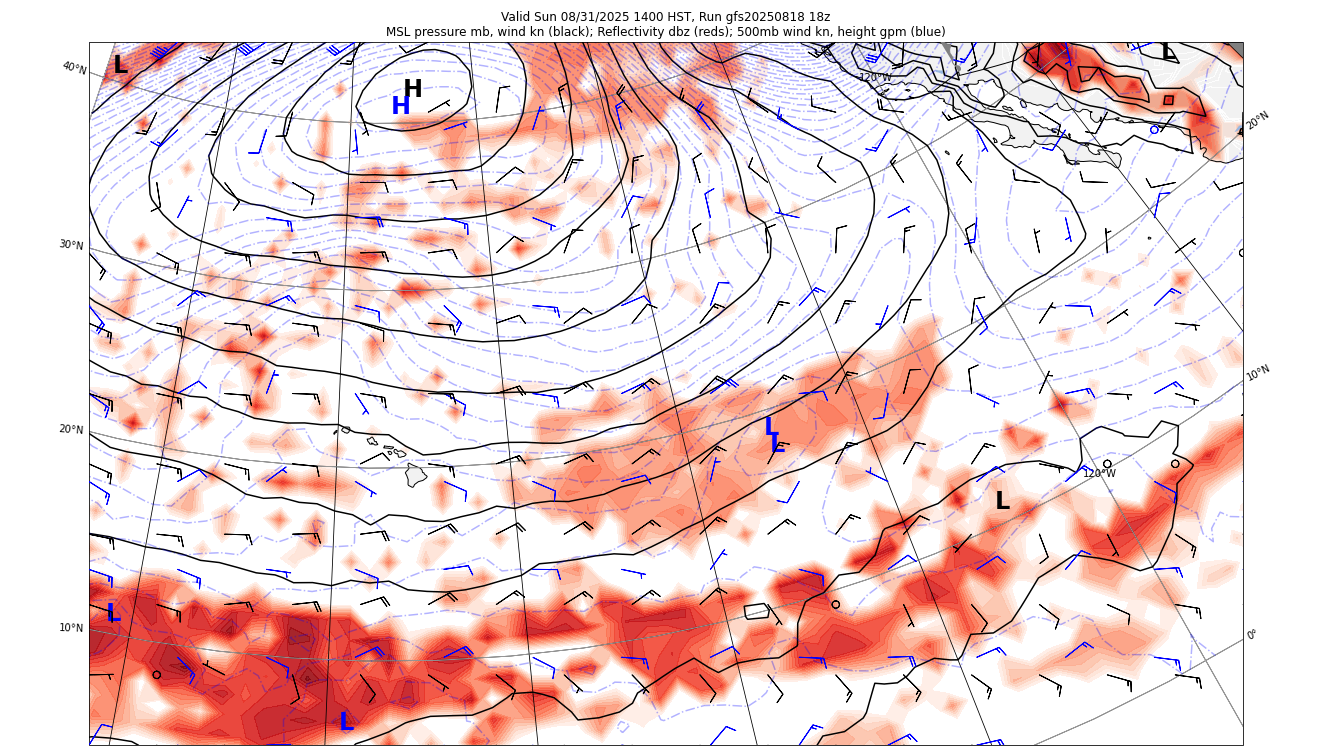 Valid Sun 08/31/2025 1400 HST, Run gfs20250818 18z
MSL pressure mb, wind kn (black); Reflectivity dbz (reds); 500mb wind kn, height gpm (blue)
L
L
40°N
120°W
H
H
20°N
30°N
10°N
20°N
L
L
120°W
L
L
10°N
0°
L